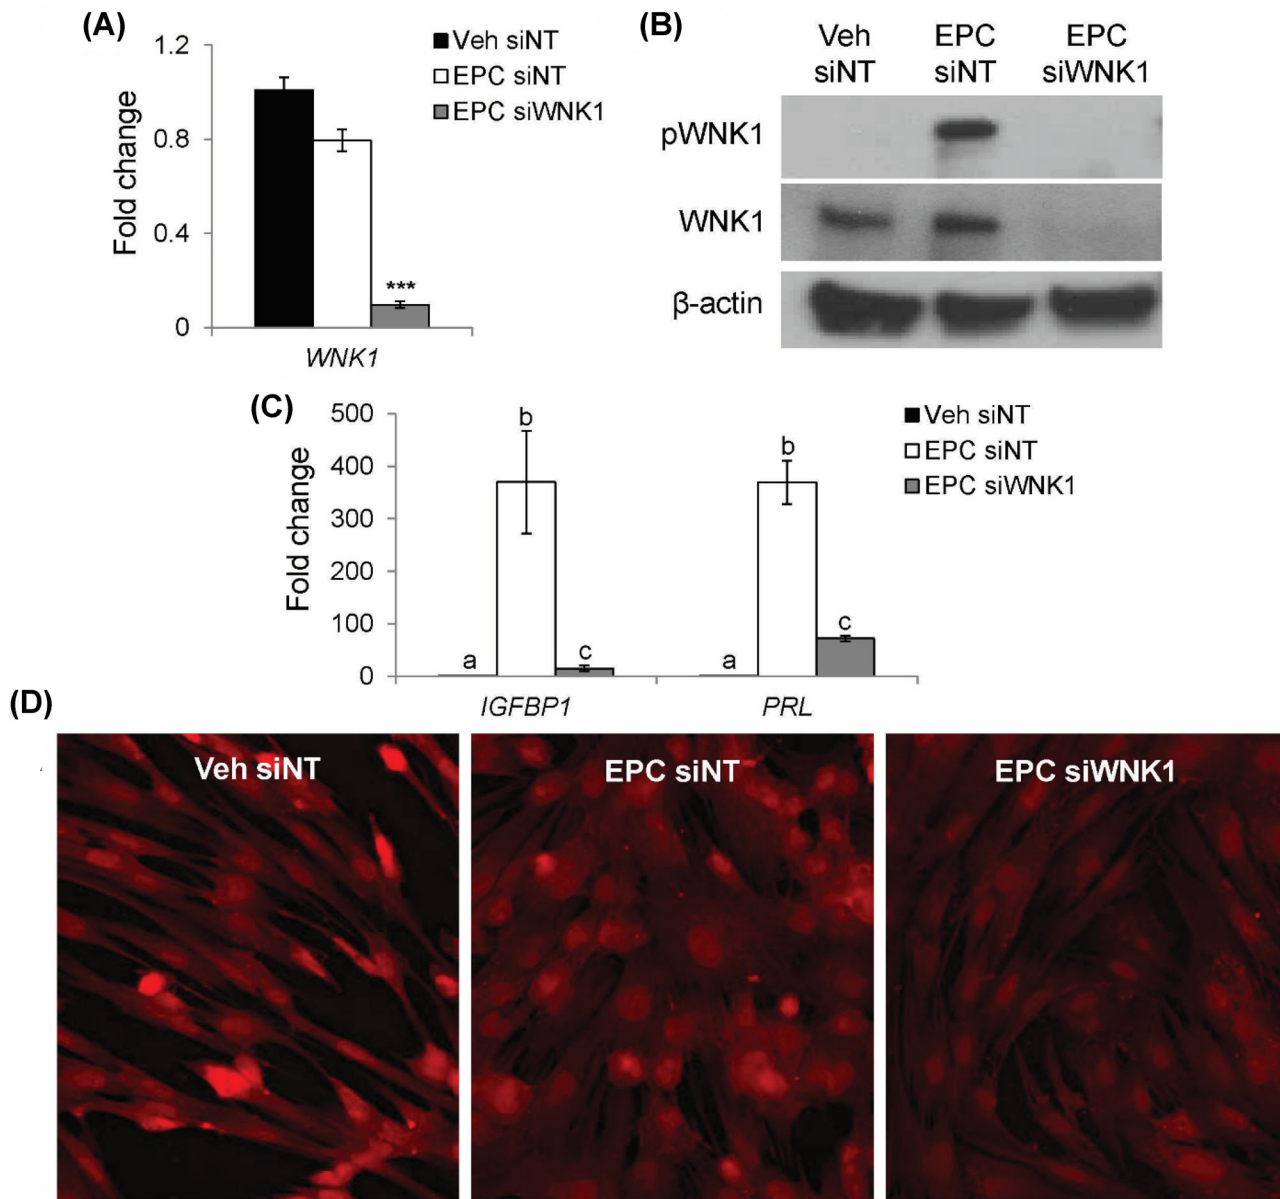 (A)
Veh siNT
EPC siNT
EPC siWNK1
Fold change
1.2
0.8
0.4
0
***
WNK1
(B)
Veh siNT
EPC siNT
EPC siWNK1
pWNK1
WNK1
β-actin
(C)
Veh siNT
EPC siNT
EPC siWNK1
Fold change
500
400
300
200
100
0
a
b
c
a
b
c
IGFBP1
PRL
(D)
Veh siNT
EPC siNT
EPC siWNK1